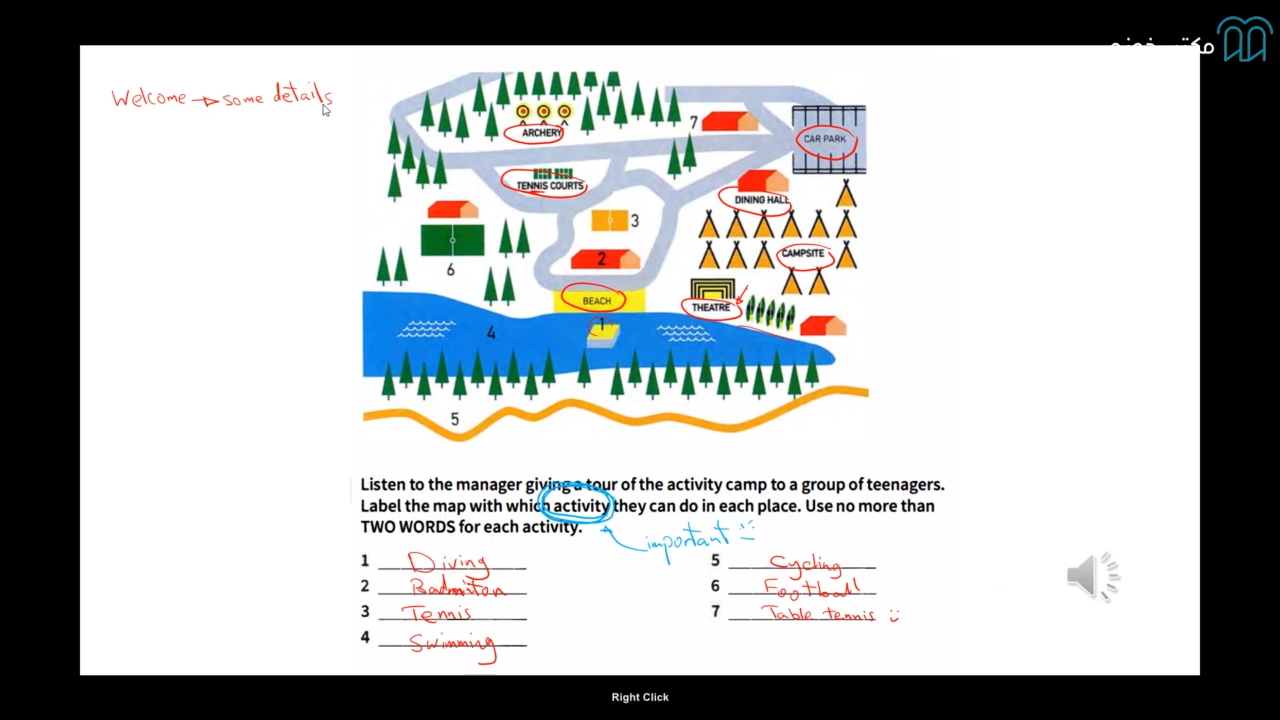 مکتب خونه
Welcome → some details
ARCHERY
7
CAR PARK
TENNIS COURTS
DINING HALL
3
2
6
CAMPSITE
BEACH
THEATRE
1
4
5
Listen to the manager giving a tour of the activity camp to a group of teenagers.
Label the map with which activity they can do in each place. Use no more than
TWO WORDS for each activity.
important
1 Diving
2 Badminton
3 Tennis
4 Swimming
5 Cycling
6 Football
7 Table tennis
Right Click